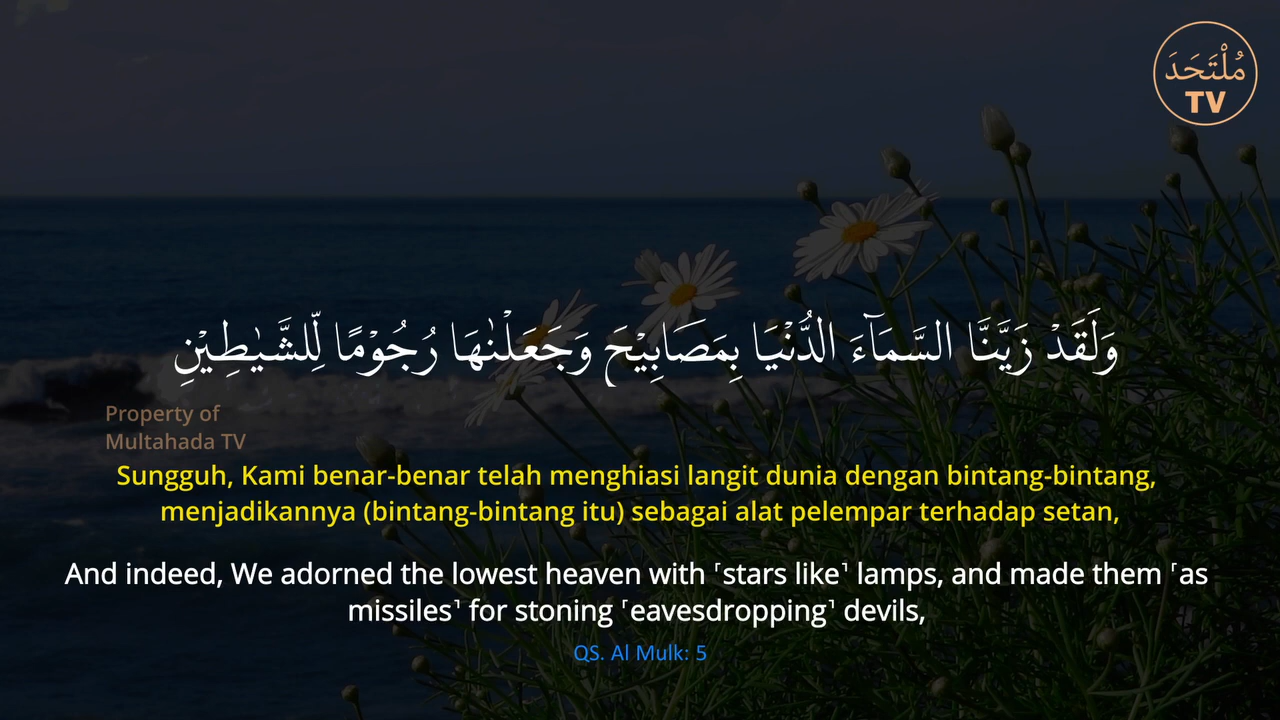 مُلْتَحَدَ
TV
وَلَقَدْ زَيَّنَّا السَّمَاۤءَ الدُّنْيَا بِمَصَابِيْحَ وَجَعَلْنٰهَا رُجُوْمًا لِّلشَّيٰطِيْنِ
Property of
Multahada TV
Sungguh, Kami benar-benar telah menghiasi langit dunia dengan bintang-bintang,
menjadikannya (bintang-bintang itu) sebagai alat pelempar terhadap setan,
And indeed, We adorned the lowest heaven with ˹stars like˺ lamps, and made them ˹as
missiles˺ for stoning ˹eavesdropping˺ devils,
QS. Al Mulk: 5